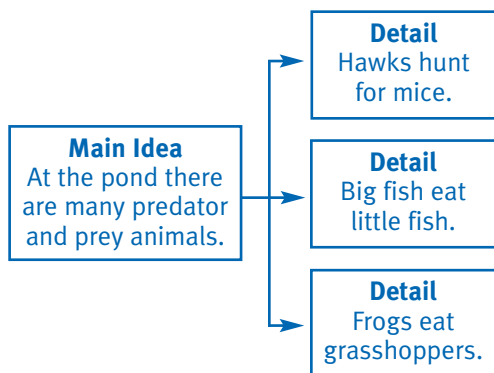 Main Idea
At the pond there
are many predator
and prey animals.
Detail
Hawks hunt
for mice.
Detail
Big fish eat
little fish.
Detail
Frogs eat
grasshoppers.